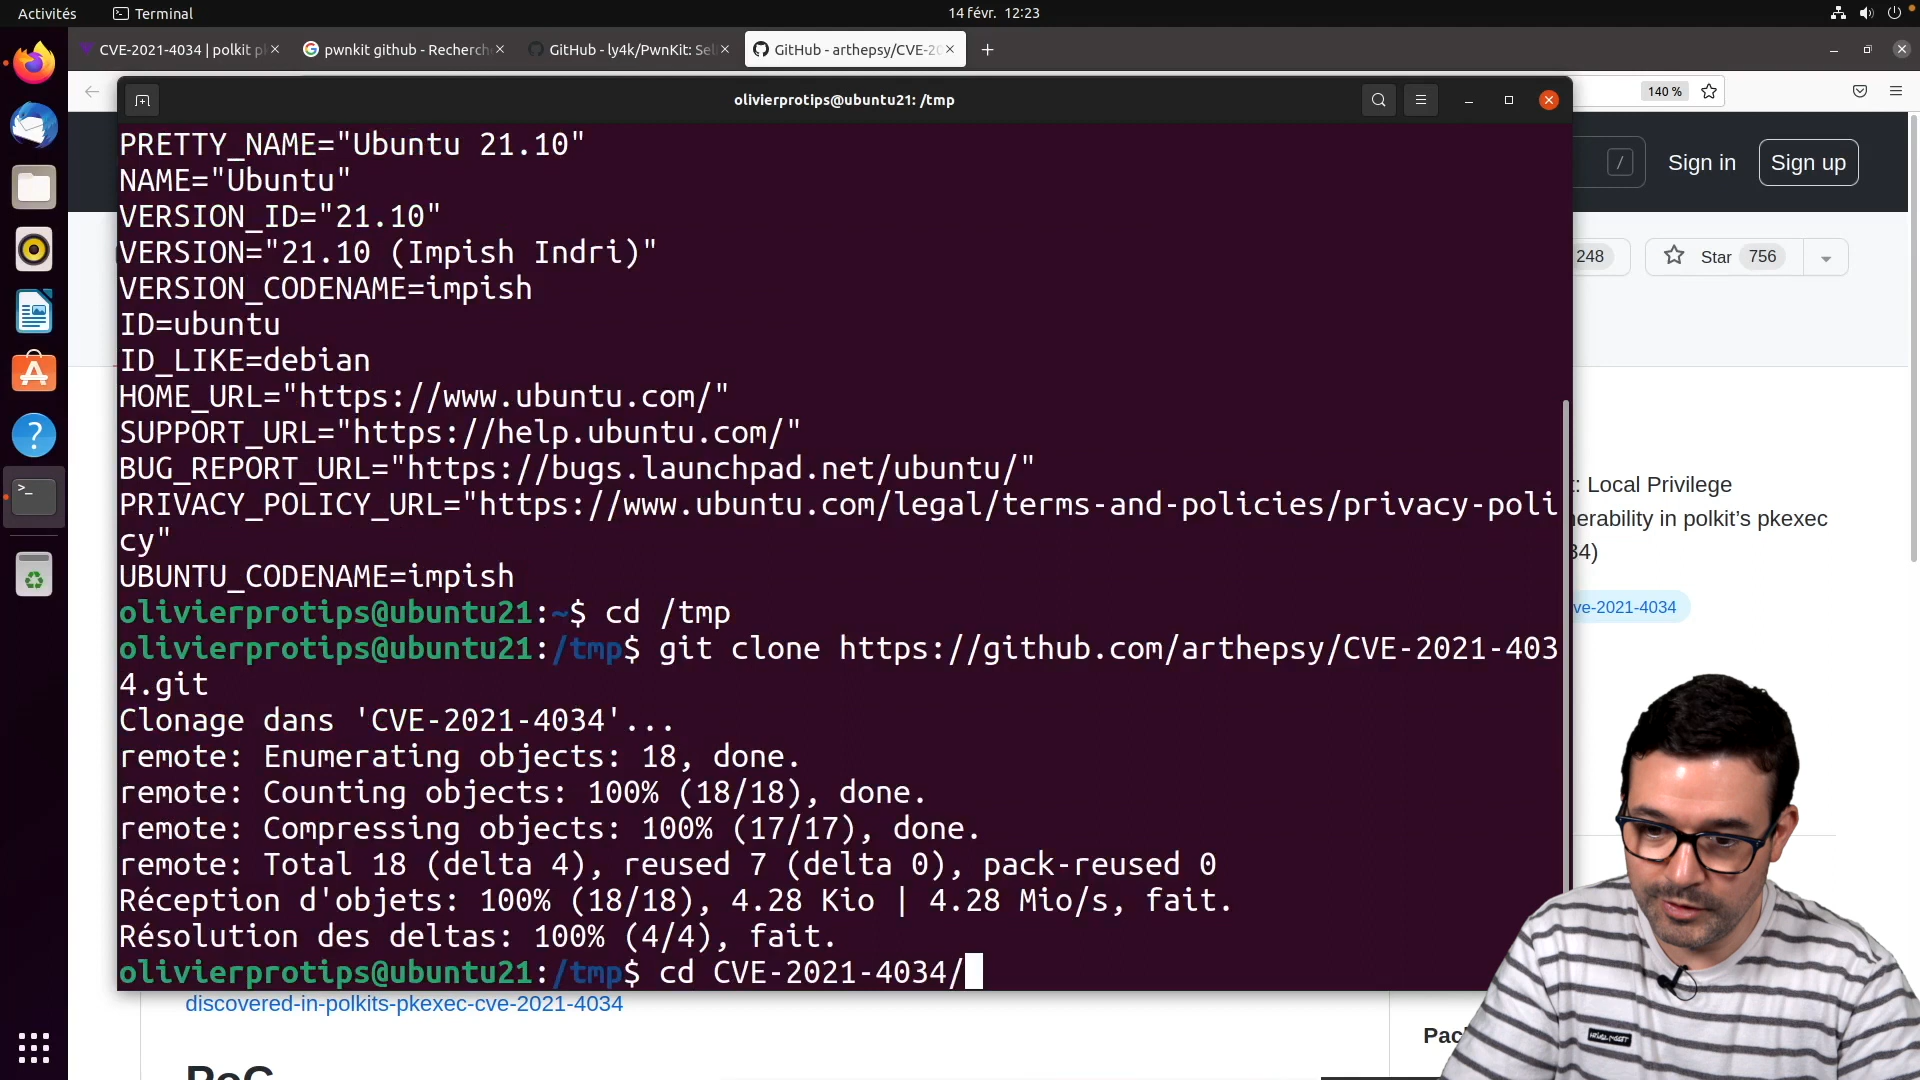 Activités
Terminal
14 févr. 12:23
CVE-2021-4034 | polkit p
pwnkit github - Recherch
GitHub - ly4k/PwnKit: Sel
GitHub - arthepsy/CVE-20
olivierprotips@ubuntu21: /tmp
140 %
PRETTY_NAME="Ubuntu 21.10"
NAME="Ubuntu"
VERSION_ID="21.10"
VERSION="21.10 (Impish Indri)"
VERSION_CODENAME=impish
ID=ubuntu
ID_LIKE=debian
HOME_URL="https://www.ubuntu.com/"
SUPPORT_URL="https://help.ubuntu.com/"
BUG_REPORT_URL="https://bugs.launchpad.net/ubuntu/"
PRIVACY_POLICY_URL="https://www.ubuntu.com/legal/terms-and-policies/privacy-poli
cy"
UBUNTU_CODENAME=impish
olivierprotips@ubuntu21:~$ cd /tmp
olivierprotips@ubuntu21:/tmp$ git clone https://github.com/arthepsy/CVE-2021-403
4.git
Clonage dans 'CVE-2021-4034'...
remote: Enumerating objects: 18, done.
remote: Counting objects: 100% (18/18), done.
remote: Compressing objects: 100% (17/17), done.
remote: Total 18 (delta 4), reused 7 (delta 0), pack-reused 0
Réception d'objets: 100% (18/18), 4.28 Kio | 4.28 Mio/s, fait.
Résolution des deltas: 100% (4/4), fait.
olivierprotips@ubuntu21:/tmp$ cd CVE-2021-4034/
/
Sign in
Sign up
248
Star 756
t: Local Privilege
nerability in polkit's pkexec
34)
ve-2021-4034
discovered-in-polkits-pkexec-cve-2021-4034
PoC
Pac